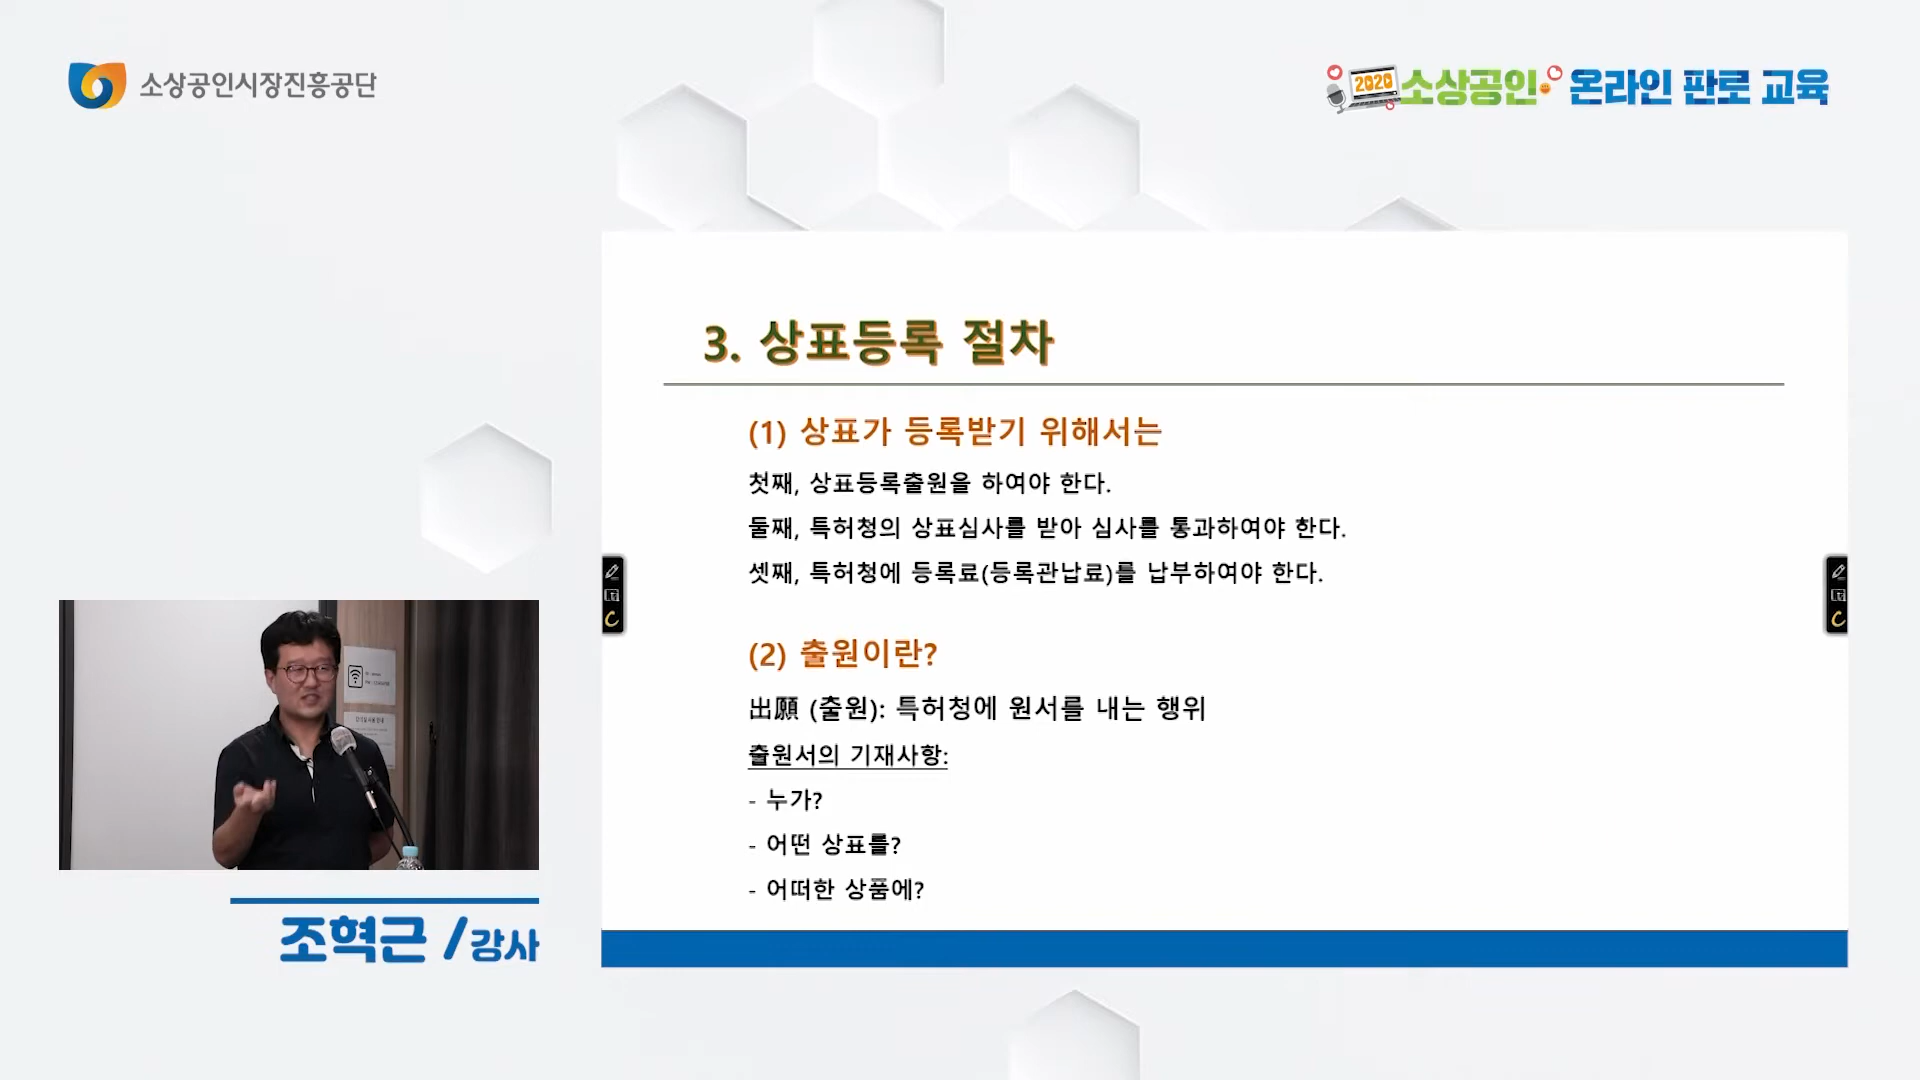 소상공인시장진흥공단
2020 소상공인 온라인 판로 교육
3. 상표등록 절차
(1) 상표가 등록받기 위해서는
첫째, 상표등록출원을 하여야 한다.
둘째, 특허청의 상표심사를 받아 심사를 통과하여야 한다.
셋째, 특허청에 등록료(등록관납료)를 납부하여야 한다.
(2) 출원이란?
出願 (출원): 특허청에 원서를 내는 행위
출원서의 기재사항:
- 누가?
- 어떤 상표를?
- 어떠한 상품에?
조혁근 / 강사